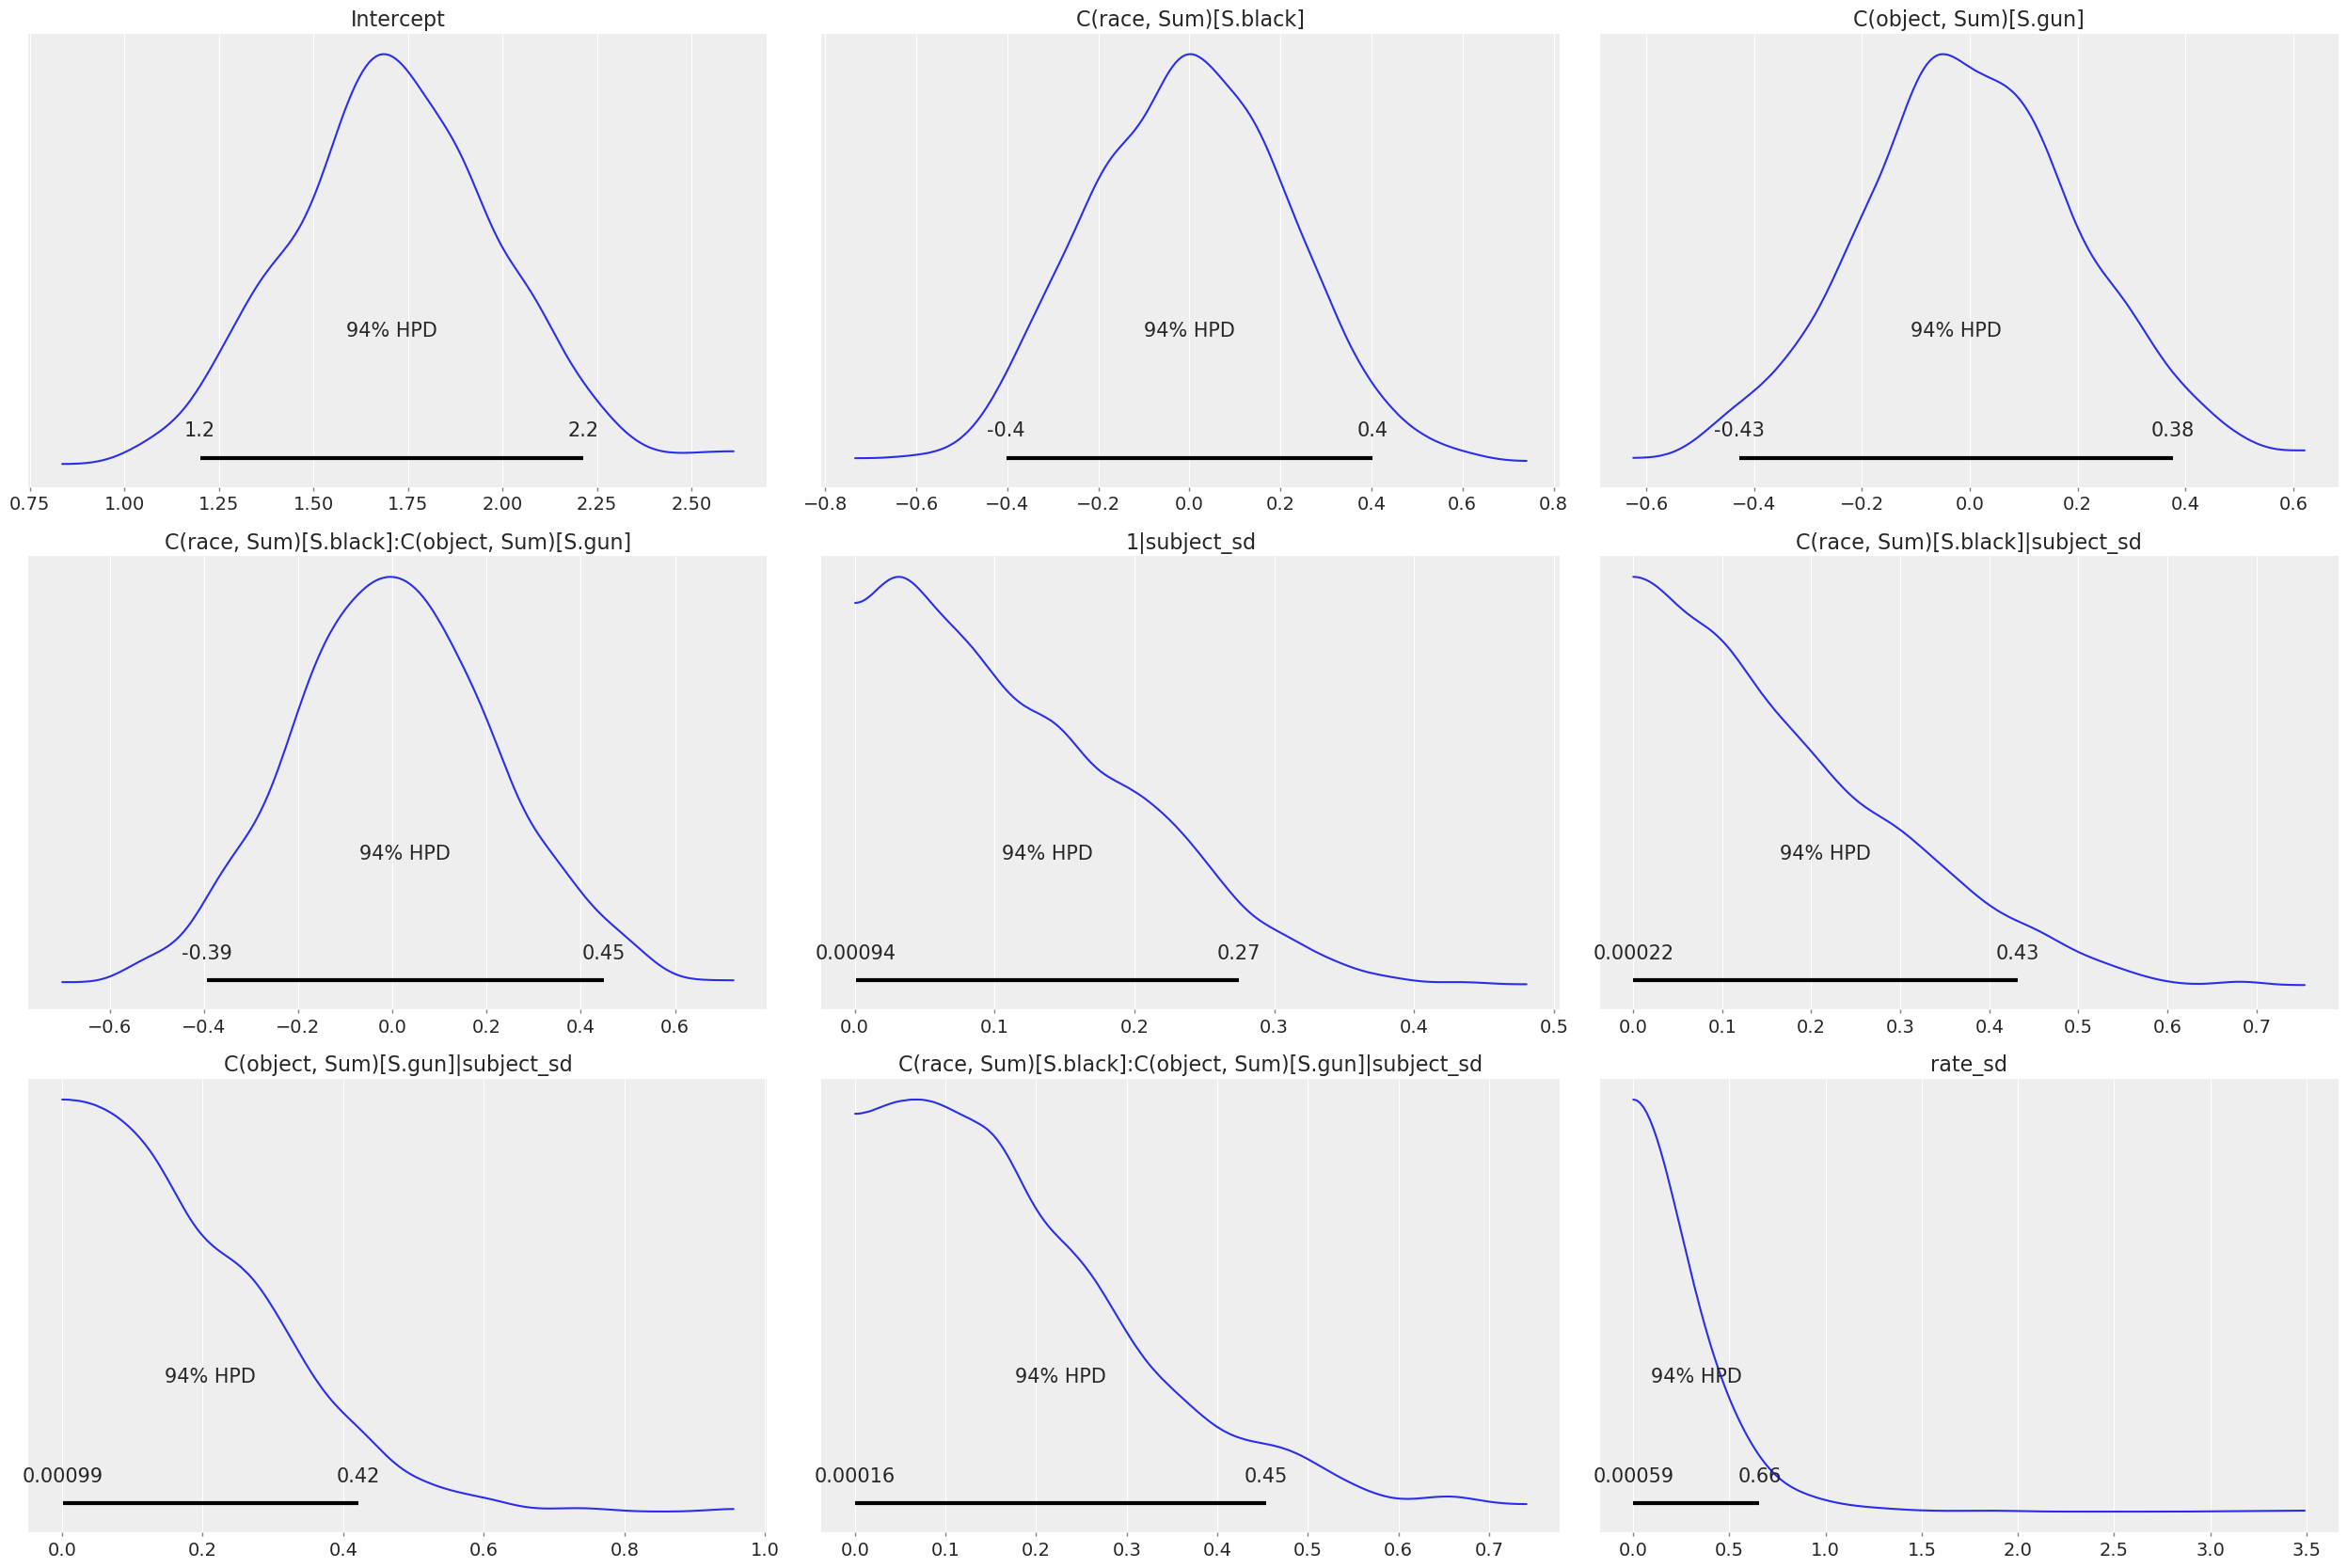 Intercept
94% HPD
1.2 2.2
0.75 1.00 1.25 1.50 1.75 2.00 2.25 2.50
C(race, Sum)[S.black]
94% HPD
-0.4 0.4
−0.8 −0.6 −0.4 −0.2 0.0 0.2 0.4 0.6 0.8
C(object, Sum)[S.gun]
94% HPD
-0.43 0.38
−0.6 −0.4 −0.2 0.0 0.2 0.4 0.6
C(race, Sum)[S.black]:C(object, Sum)[S.gun]
94% HPD
-0.39 0.45
−0.6 −0.4 −0.2 0.0 0.2 0.4 0.6
1|subject_sd
94% HPD
0.00094 0.27
0.0 0.1 0.2 0.3 0.4 0.5
C(race, Sum)[S.black]|subject_sd
94% HPD
0.00022 0.43
0.0 0.1 0.2 0.3 0.4 0.5 0.6 0.7
C(object, Sum)[S.gun]|subject_sd
94% HPD
0.00099 0.42
0.0 0.2 0.4 0.6 0.8 1.0
C(race, Sum)[S.black]:C(object, Sum)[S.gun]|subject_sd
94% HPD
0.00016 0.45
0.0 0.1 0.2 0.3 0.4 0.5 0.6 0.7
rate_sd
94% HPD
0.00059 0.66
0.0 0.5 1.0 1.5 2.0 2.5 3.0 3.5